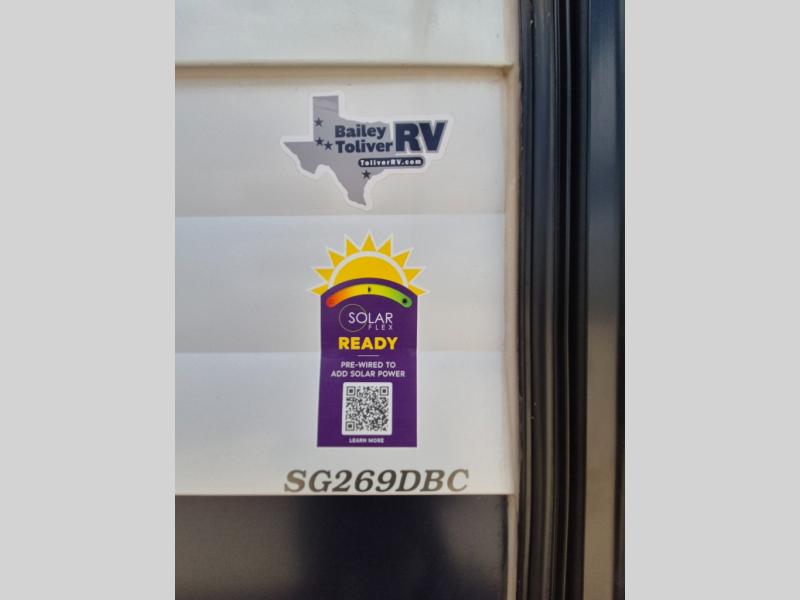 Bailey
Toliver RV
ToliverRV.com
SOLAR
FLEX
READY
PRE-WIRED TO
ADD SOLAR POWER
LEARN MORE
SG269DBC